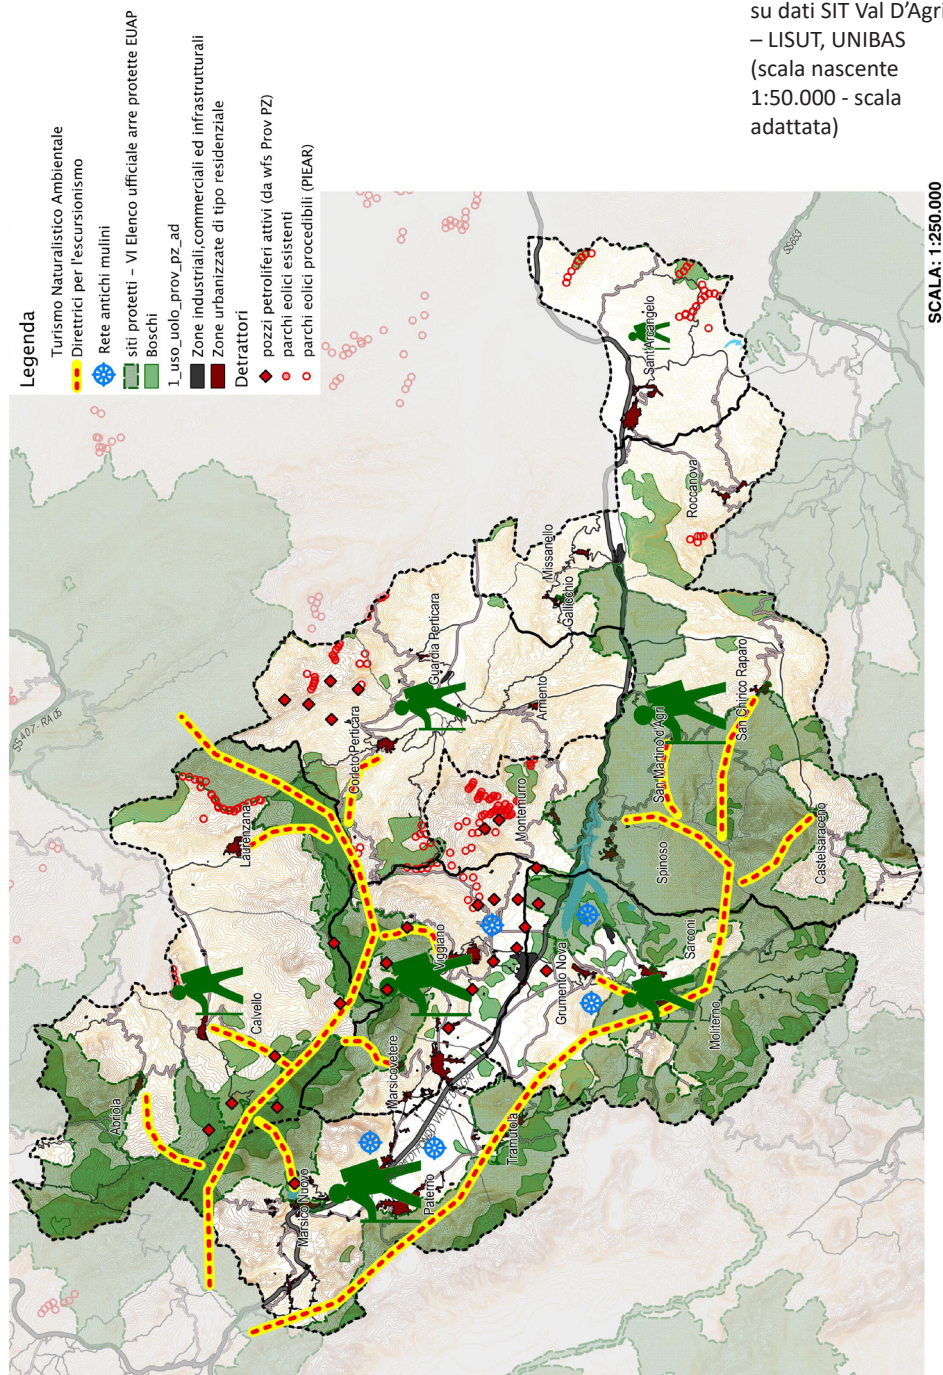 su dati SIT Val D'Agri
– LISUT, UNIBAS
(scala nascente
1:50.000 - scala
adattata)
Legenda
Turismo Naturalistico Ambientale
Direttrici per l'escursionismo
Rete antichi mulini
siti protetti – VI Elenco ufficiale arre protette EUAP
Boschi
1_uso_uolo_prov_pz_ad
Zone industriali,commerciali ed infrastrutturali
Zone urbanizzate di tipo residenziale
Detrattori
pozzi petroliferi attivi (da wfs Prov PZ)
parchi eolici esistenti
parchi eolici procedibili (PIEAR)
SCALA: 1:250.000
SS407 - RA05
SS653
Abriola
Calvello
Laurenzana
Corleto Perticara
Guardia Perticara
Armento
Gallicchio
Missanello
Roccanova
Sant'Arcangelo
Marsico Nuovo
Paterno
Marsicovetere
Viggiano
Montemurro
Tramutola
Grumento Nova
Moliterno
Sarconi
Spinoso
San Martino d'Agri
San Chirico Raparo
Castelsaraceno